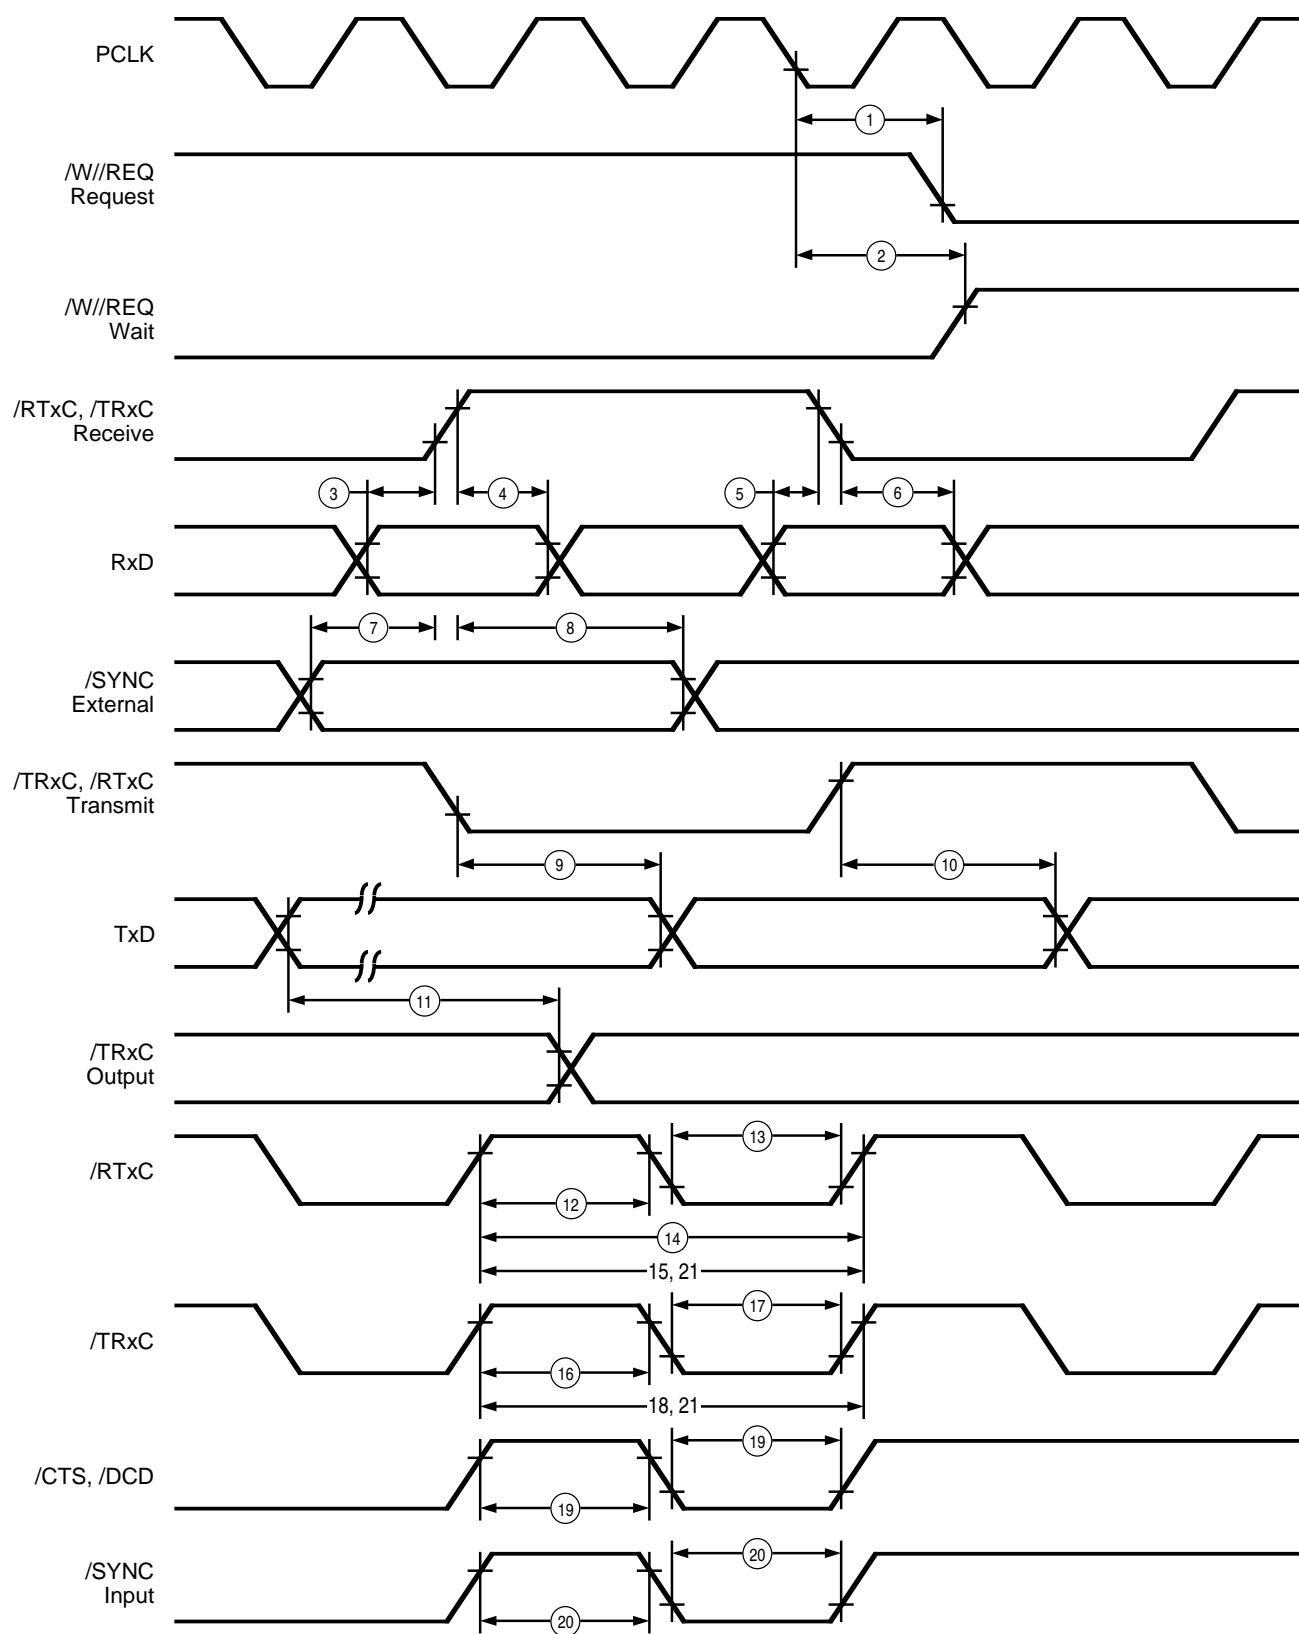 PCLK
1
/W//REQ
Request
2
/W//REQ
Wait
/RTxC, /TRxC
Receive
3
4
5
6
RxD
7
8
/SYNC
External
/TRxC, /RTxC
Transmit
9
10
TxD
11
/TRxC
Output
13
/RTxC
12
14
15, 21
17
/TRxC
16
18, 21
19
/CTS, /DCD
19
20
/SYNC
Input
20